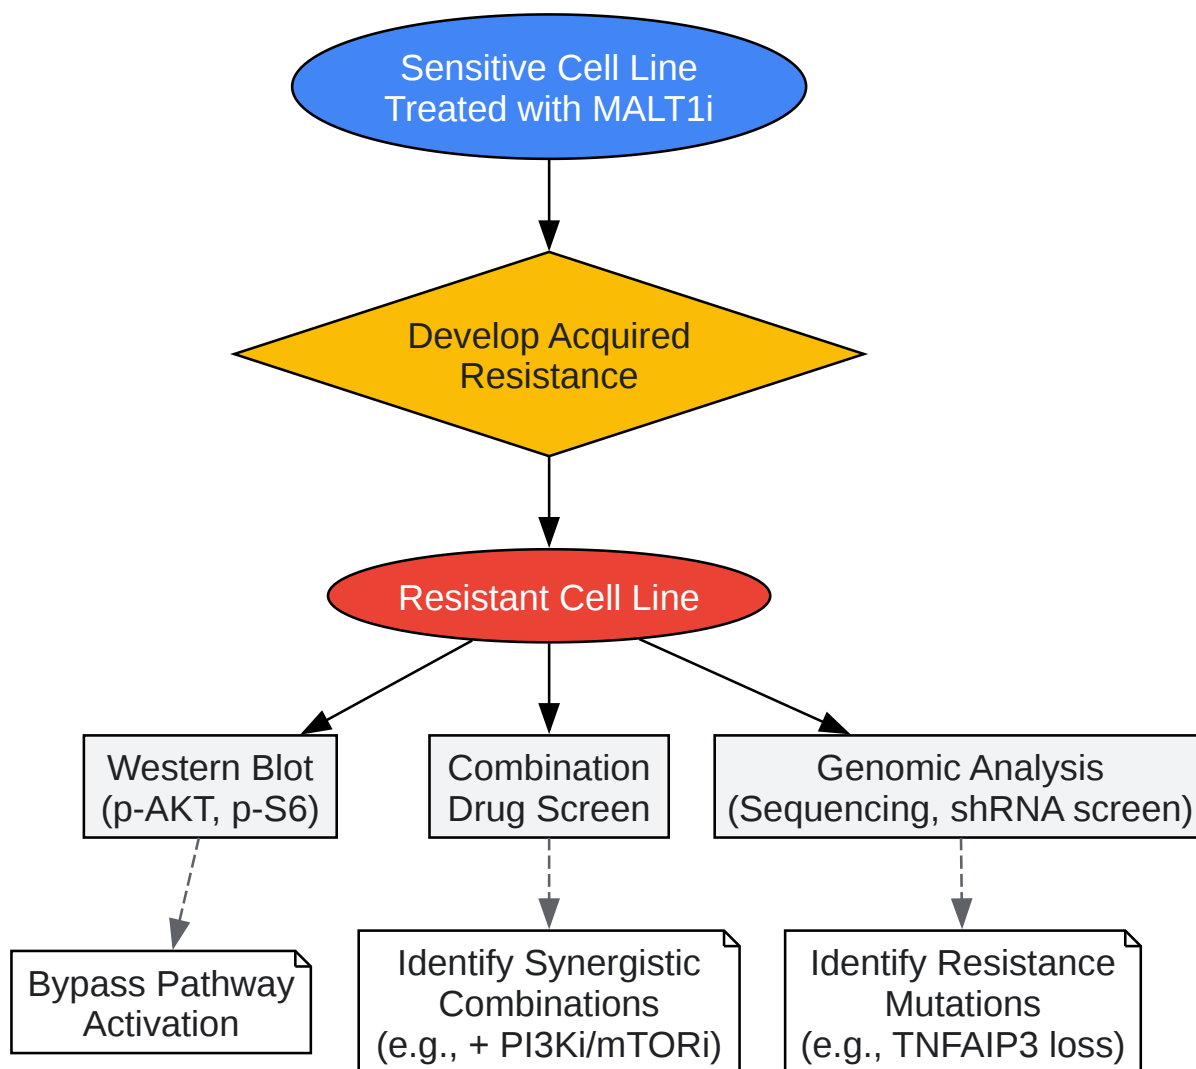 Sensitive Cell Line
Treated with MALT1i
Develop Acquired
Resistance
Resistant Cell Line
Western Blot
(p-AKT, p-S6)
Combination
Drug Screen
Genomic Analysis
(Sequencing, shRNA screen)
Bypass Pathway
Activation
Identify Synergistic
Combinations
(e.g., + PI3Ki/mTORi)
Identify Resistance
Mutations
(e.g., TNFAIP3 loss)